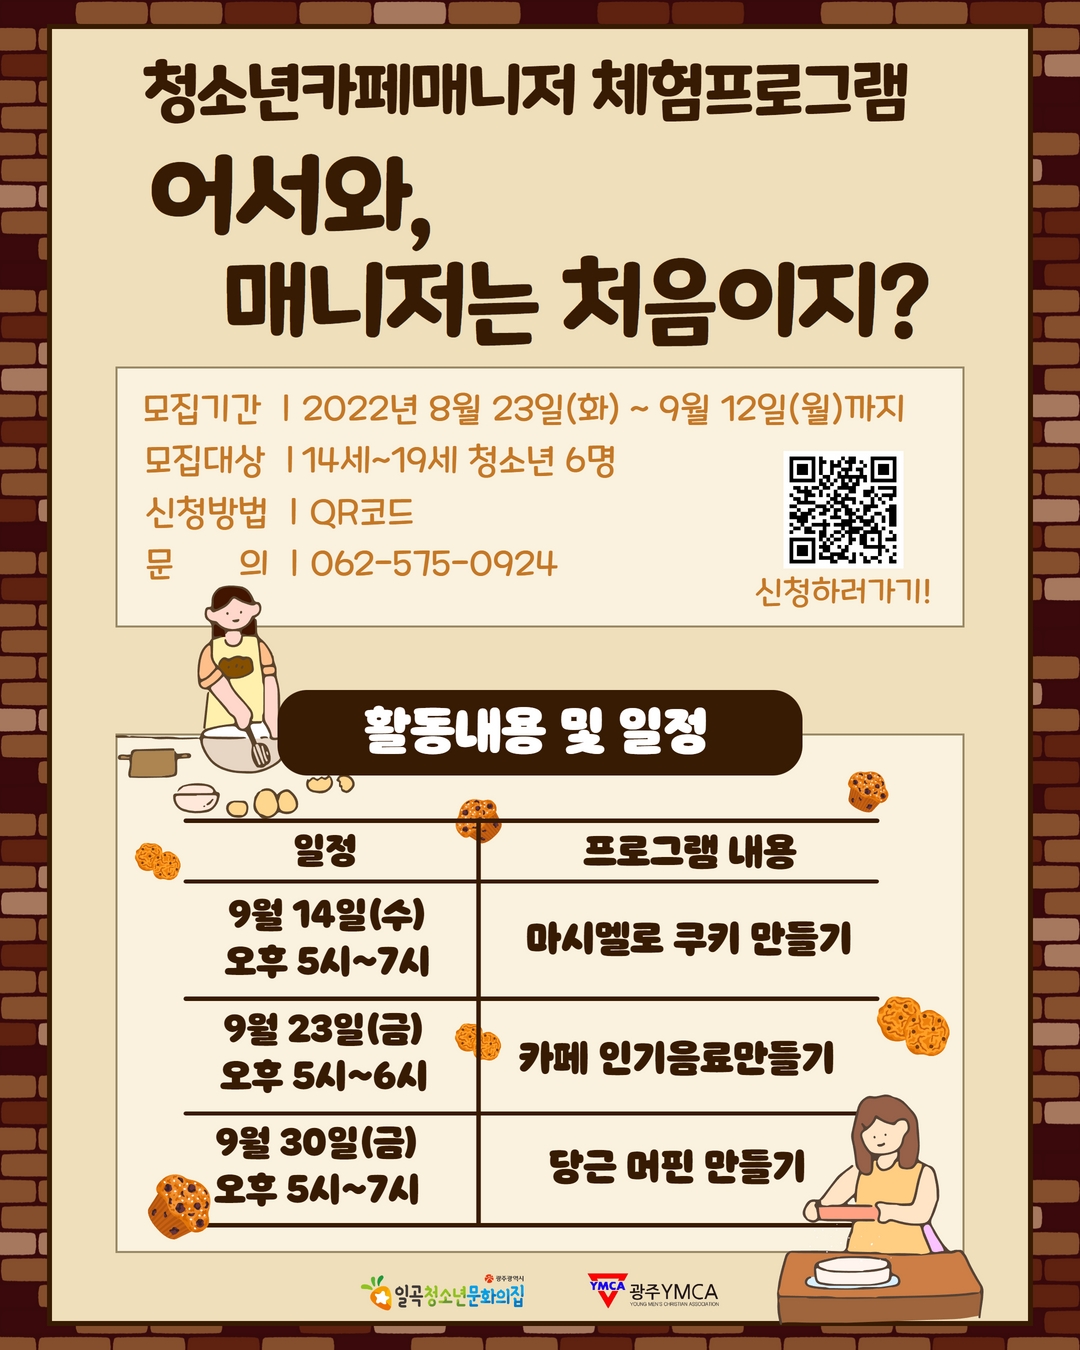 청소년카페매니저 체험프로그램
어서와,
매니저는 처음이지?
모집기간 | 2022년 8월 23일(화) ~ 9월 12일(월)까지
모집대상 | 14세~19세 청소년 6명
신청방법 | QR코드
문 의 | 062-575-0924
신청하러가기!
활동내용 및 일정
일정 프로그램 내용
9월 14일(수)
오후 5시~7시
마시멜로 쿠키 만들기
9월 23일(금)
오후 5시~6시
카페 인기음료만들기
9월 30일(금)
오후 5시~7시
당근 머핀 만들기
광주광역시
일곡청소년문화의집
YMCA
광주YMCA
YOUNG MEN'S CHRISTIAN ASSOCIATION